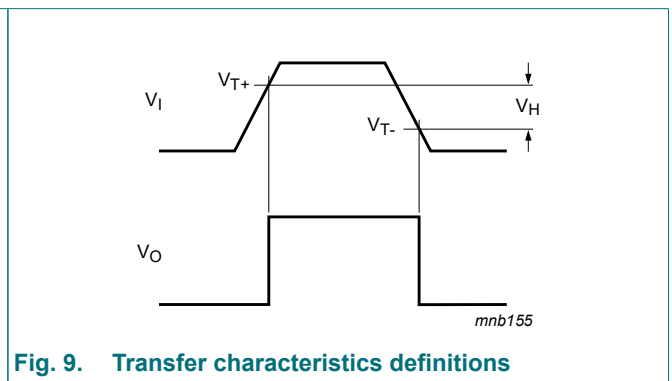 VT+
VI
VH
VT-
VO
mnb155
Fig. 9. Transfer characteristics definitions